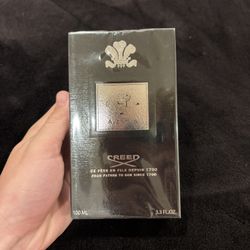 CREED
DE PÈRE EN FILS DEPUIS 1760
FROM FATHER TO SON SINCE 1760
100 ML
3.3 FL.OZ.